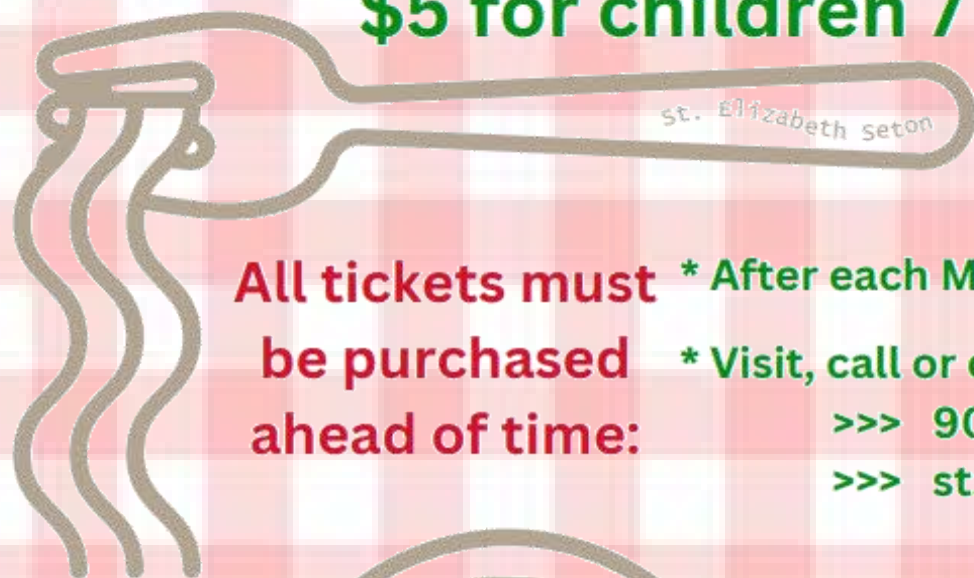 $5 for children 7
St. Elizabeth Seton
All tickets must
be purchased
ahead of time:
* After each M
* Visit, call or
>>> 90
>>> st